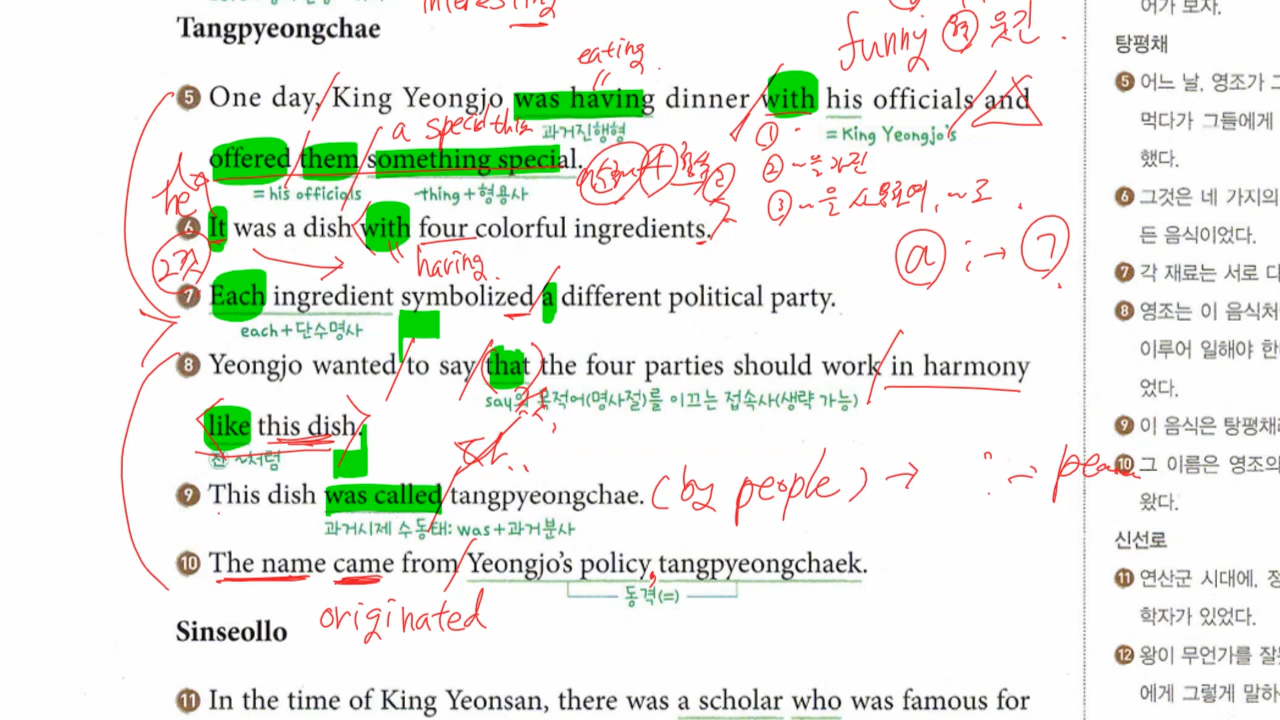 interesting
Tangpyeongchae
funny 웃긴
eating
⑤ One day, King Yeongjo was having dinner with his officials and
a special thing
과거진행형
= King Yeongjo's
offered them something special.
= his officials
-thing + 형용사
he
① 
② ~을 가진
③ ~을 ~로
⑥ It was a dish with four colorful ingredients.
having
ⓐ : → ㄱ
⑦ Each ingredient symbolized a different political party.
each + 단수명사
⑧ Yeongjo wanted to say that the four parties should work in harmony
say의 목적어(명사절)를 이끄는 접속사(생략 가능)
like this dish.
전 ~처럼
⑨ This dish was called tangpyeongchae. (by people) →
과거시제 수동태: was + 과거분사
⑩ The name came from Yeongjo's policy, tangpyeongchaek.
동격(=)
originated
Sinseollo
⑪ In the time of King Yeonsan, there was a scholar who was famous for
어가 보자.
탕평채
⑤ 어느 날, 영조가 그
먹다가 그들에게
했다.
⑥ 그것은 네 가지의
든 음식이었다.
⑦ 각 재료는 서로 다
⑧ 영조는 이 음식처
이루어 일해야 한
었다.
⑨ 이 음식은 탕평채
⑩ 그 이름은 영조의
왔다.
신선로
⑪ 연산군 시대에, 정
학자가 있었다.
⑫ 왕이 무언가를 잘
에게 그렇게 말하